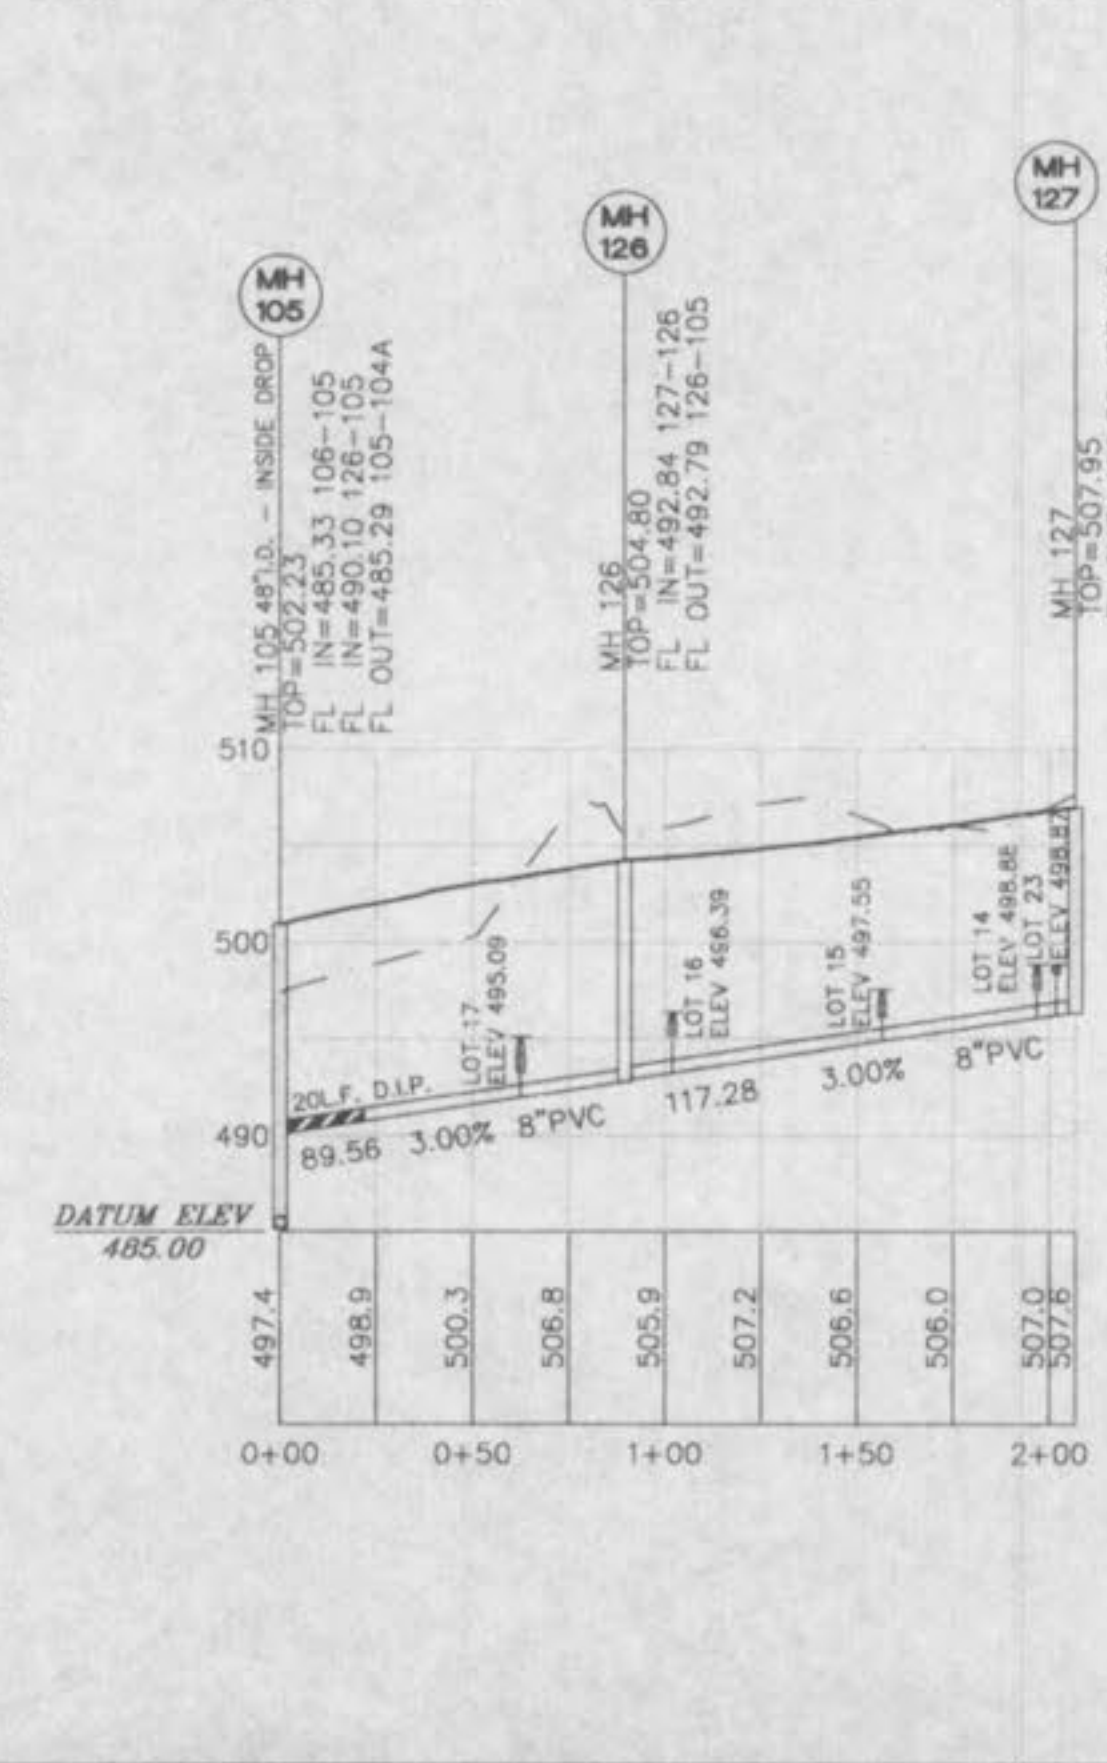 MH
127
MH
126
MH
105
MH 105 48"I.D. - INSIDE DROP
TOP=502.23
FL IN=485.33 106-105
FL IN=490.10 126-105
FL OUT=485.29 105-104A
MH 126
TOP=504.80
FL IN=492.84 127-126
FL OUT=492.79 126-105
MH 127
TOP=507.95
510
500
490
LOT 17
ELEV 495.09
LOT 16
ELEV 496.39
LOT 15
ELEV 497.55
LOT 14
ELEV 498.88
LOT 23
ELEV 498.87
20L.F. D.I.P.
89.56 3.00% 8"PVC
117.28 3.00% 8"PVC
DATUM ELEV
485.00
497.4 498.9 500.3 506.8 505.9 507.2 506.6 506.0 507.0 507.6
0+00 0+50 1+00 1+50 2+00